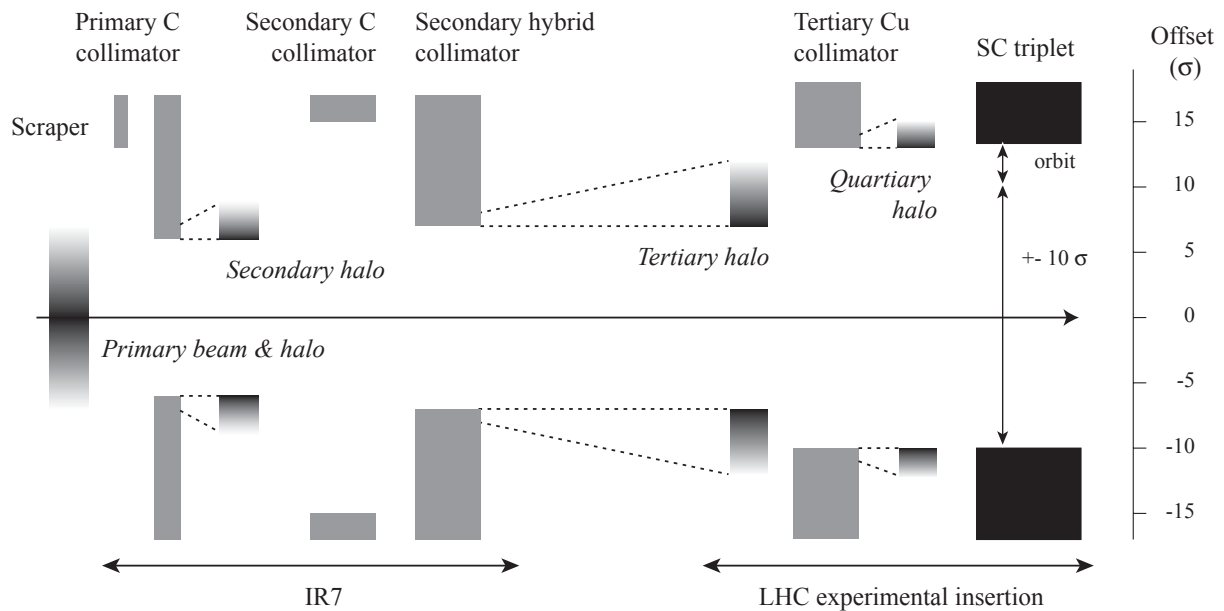 Primary C
collimator
Secondary C
collimator
Secondary hybrid
collimator
Tertiary Cu
collimator
SC triplet
Offset
(σ)
Scraper
15
orbit
10
Quartiary
halo
5
Secondary halo
Tertiary halo
+- 10 σ
0
Primary beam & halo
-5
-10
-15
IR7
LHC experimental insertion